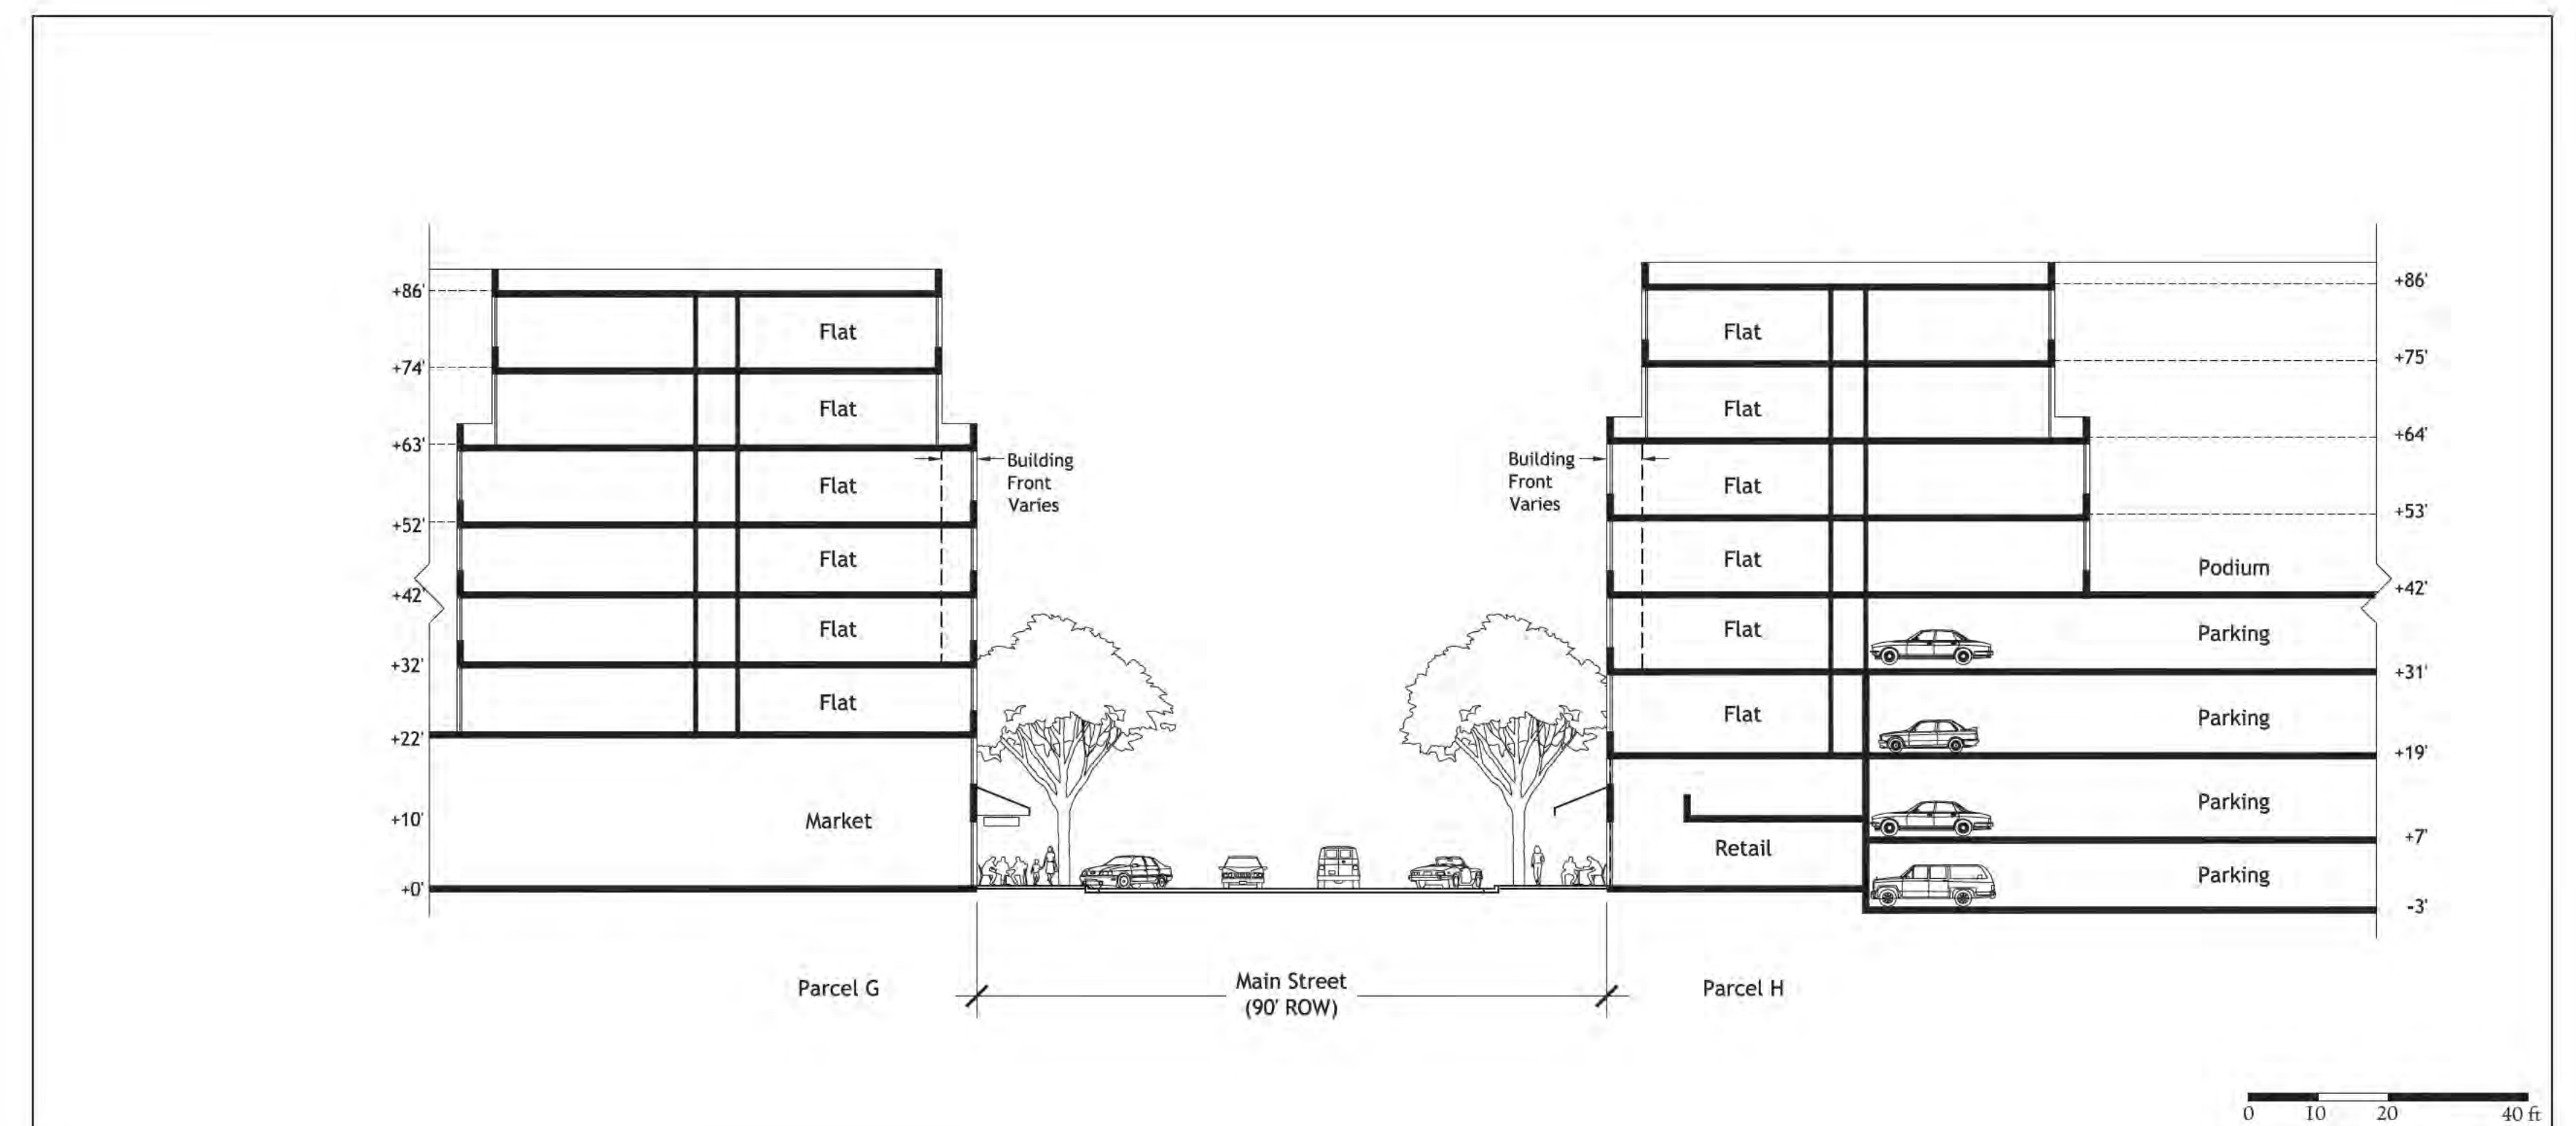 +86'
+86'
Flat
Flat
+74'
+75'
Flat
Flat
+63'
+64'
Building
Front
Varies
Building
Front
Varies
Flat
Flat
+52'
+53'
Flat
Flat
Podium
+42'
+42'
Flat
Flat
Parking
+32'
+31'
Flat
Flat
Parking
+22'
+19'
+10'
Market
Parking
+7'
Retail
Parking
+0'
-3'
Parcel G
Main Street
(90' ROW)
Parcel H
0 10 20 40 ft